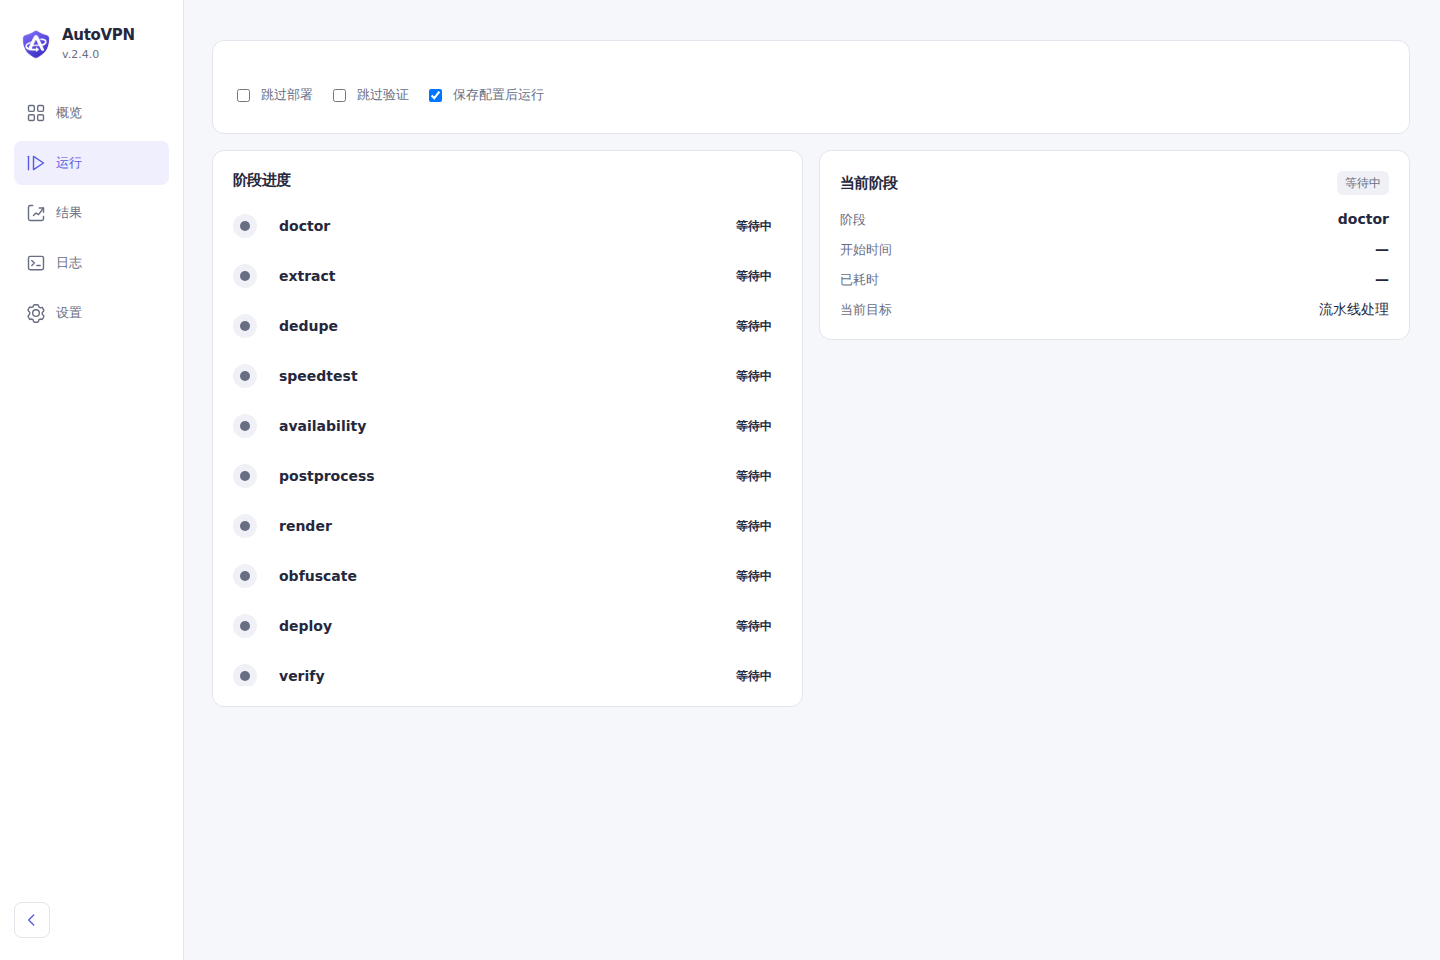 AutoVPN
v.2.4.0
概览
运行
结果
日志
设置
跳过部署 跳过验证 保存配置后运行
阶段进度
doctor 等待中
extract 等待中
dedupe 等待中
speedtest 等待中
availability 等待中
postprocess 等待中
render 等待中
obfuscate 等待中
deploy 等待中
verify 等待中
当前阶段 等待中
阶段 doctor
开始时间 —
已耗时 —
当前目标 流水线处理